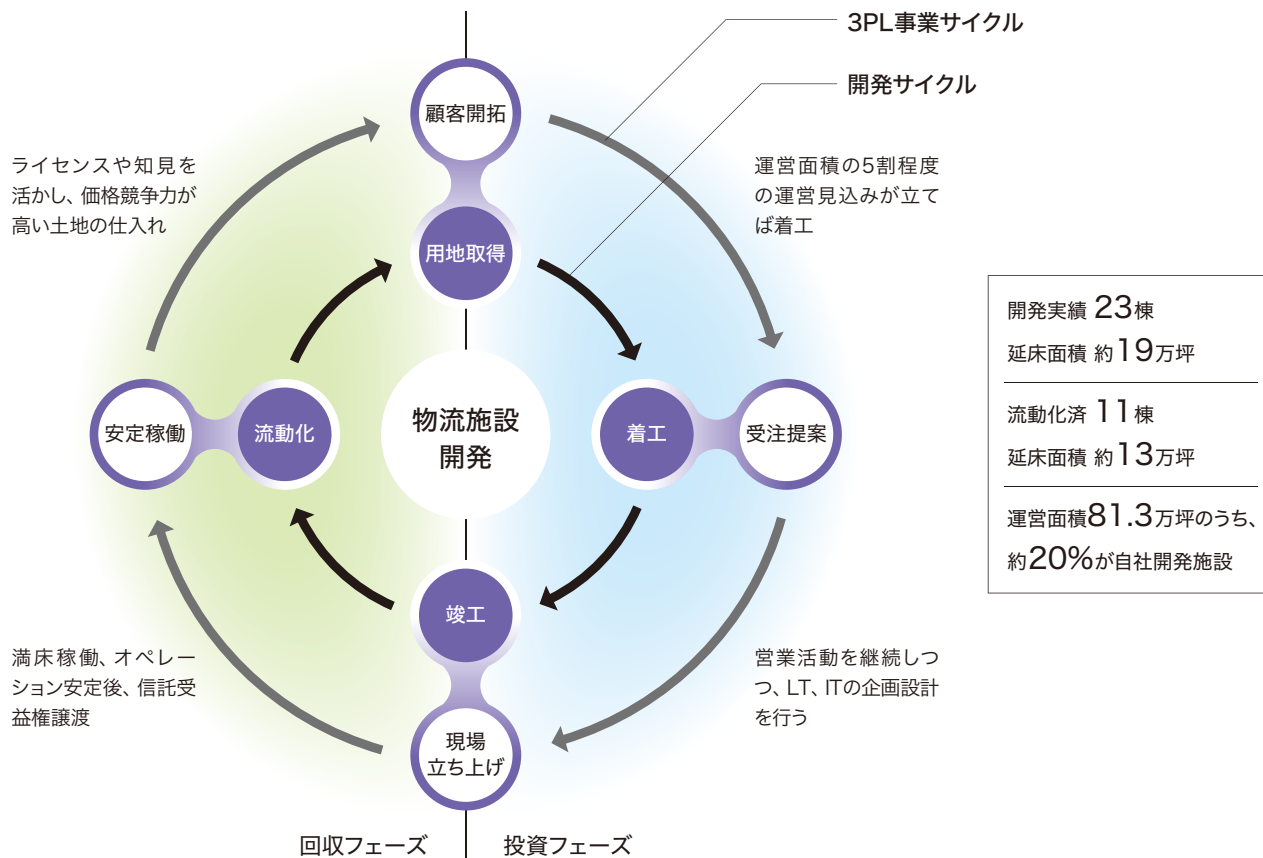 3PL事業サイクル
開発サイクル
顧客開拓
用地取得
ライセンスや知見を
活かし、価格競争力が
高い土地の仕入れ
運営面積の5割程度
の運営見込みが立て
ば着工
安定稼働
流動化
物流施設
開発
着工
受注提案
竣工
現場
立ち上げ
満床稼働、オペレー
ション安定後、信託受
益権譲渡
営業活動を継続しつ
つ、LT、ITの企画設計
を行う
回収フェーズ
投資フェーズ
開発実績 23棟
延床面積 約19万坪
流動化済 11棟
延床面積 約13万坪
運営面積81.3万坪のうち、
約20%が自社開発施設